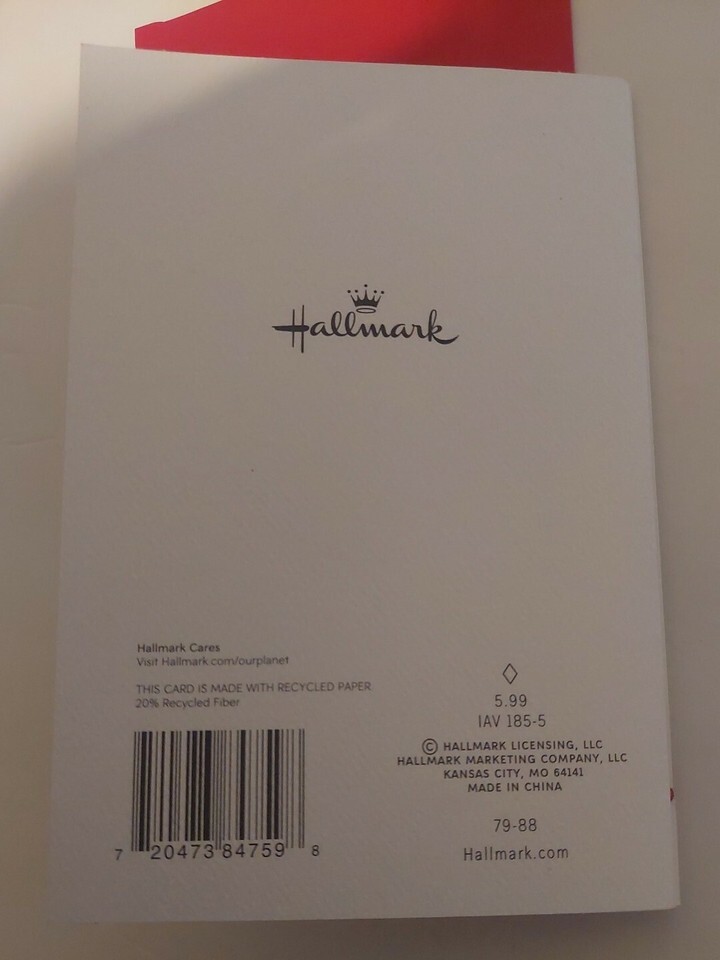 Hallmark
Hallmark Cares
Visit Hallmark.com/ourplanet
THIS CARD IS MADE WITH RECYCLED PAPER
20% Recycled Fiber
7 20473 84759 8
5.99
IAV 185-5
© HALLMARK LICENSING, LLC
HALLMARK MARKETING COMPANY, LLC
KANSAS CITY, MO 64141
MADE IN CHINA
79-88
Hallmark.com